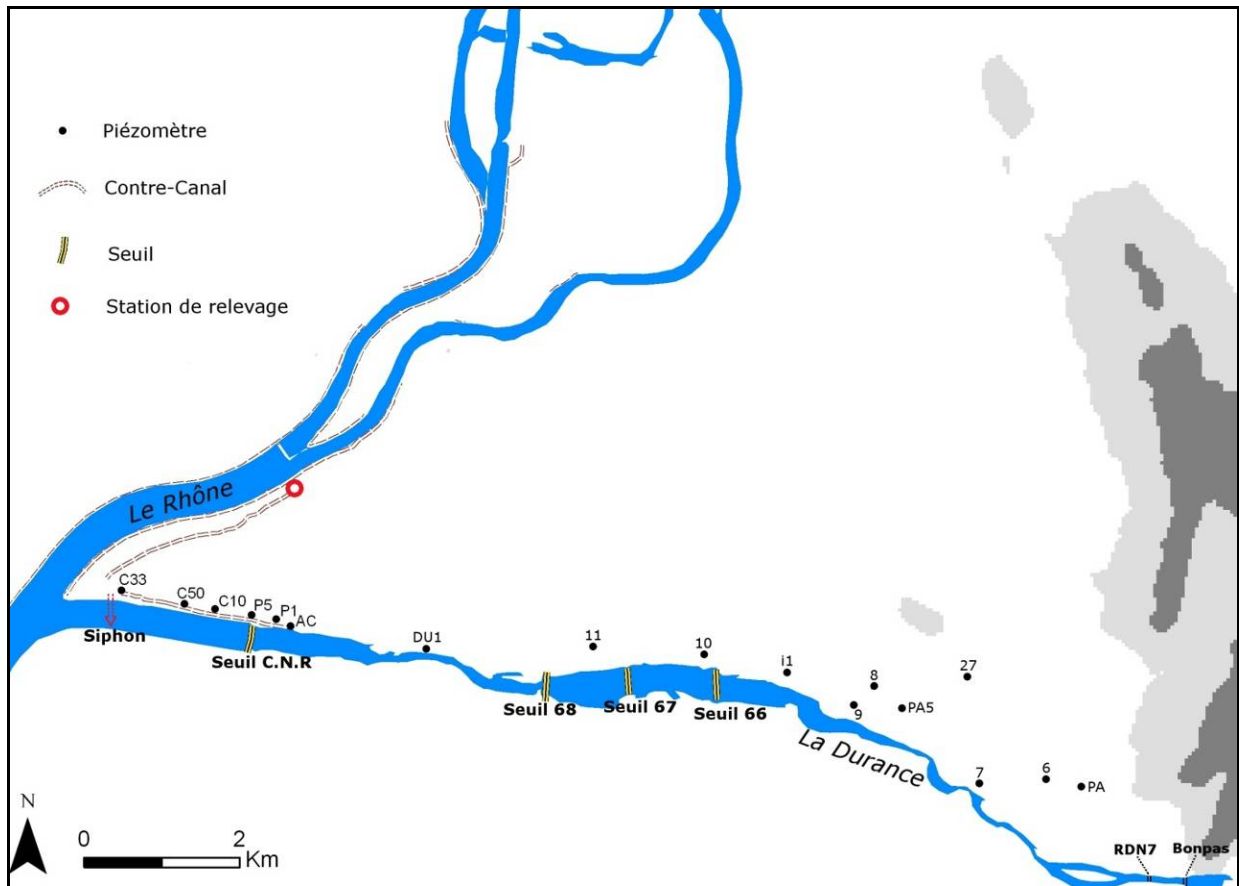 Piézomètre
Contre-Canal
Seuil
Station de relevage
Le Rhône
C33
C50
C10
P5
P1
AC
Siphon
Seuil C.N.R
DU1
11
10
i1
8
27
9
PA5
Seuil 68
Seuil 67
Seuil 66
La Durance
7
6
PA
RDN7
Bonpas
N
0 2
Km